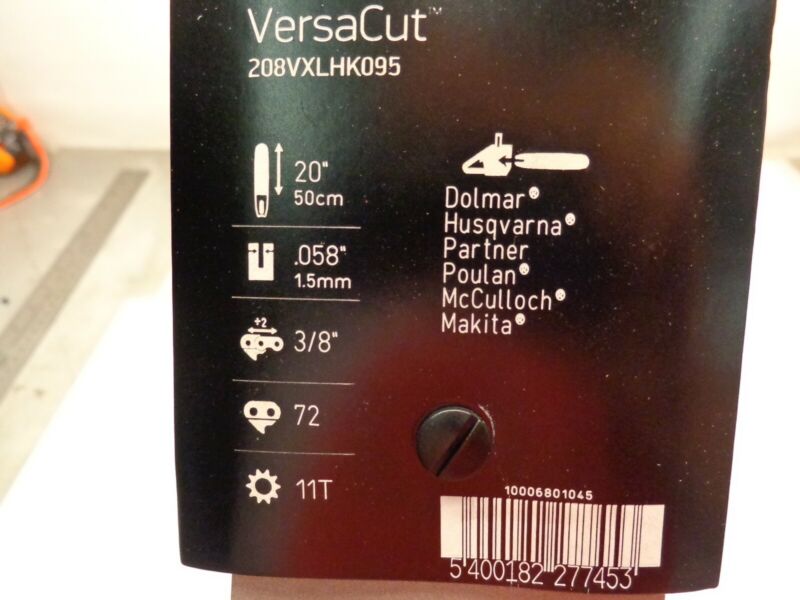 VersaCut™
208VXLHK095
20"
50cm
.058"
1.5mm
÷2
3/8"
72
11T
Dolmar®
Husqvarna®
Partner
Poulan®
McCulloch®
Makita®
10006801045
5 400182 277453